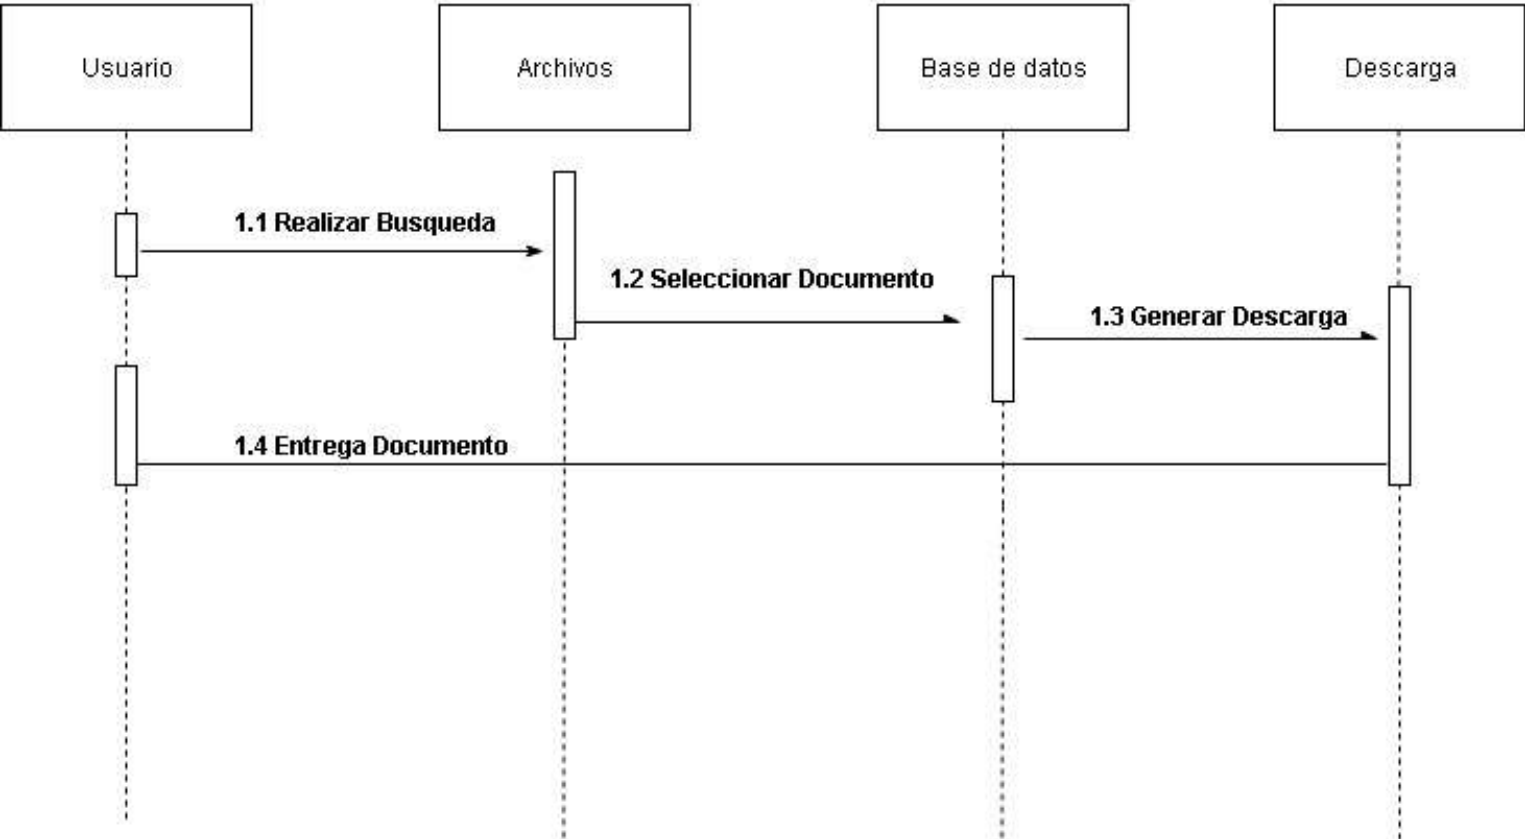 Usuario
Archivos
Base de datos
Descarga
1.1 Realizar Busqueda
1.2 Seleccionar Documento
1.3 Generar Descarga
1.4 Entrega Documento